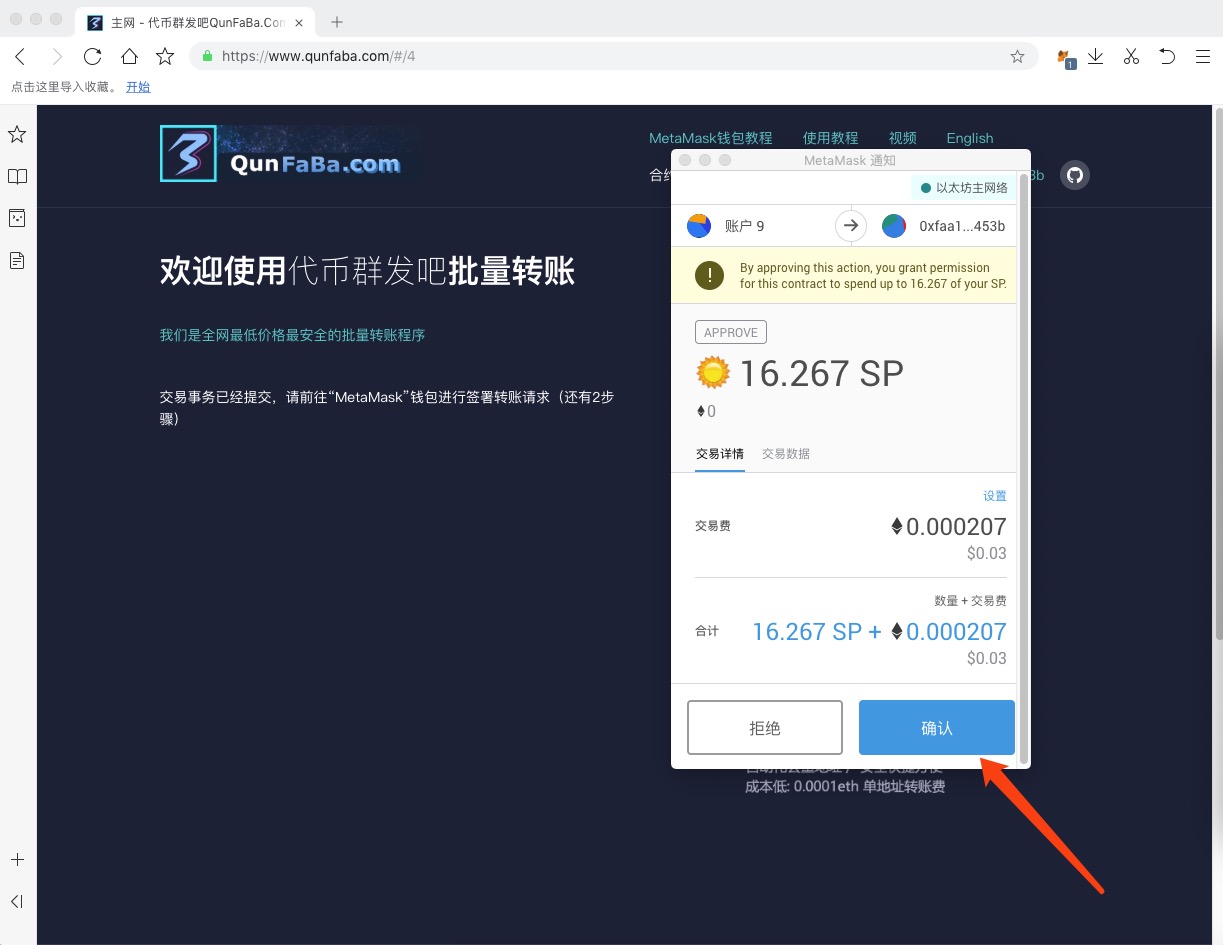 主网 - 代币群发吧QunFaBa.Con
https://www.qunfaba.com/#/4
1
点击这里导入收藏。 开始
QunFaBa.com
MetaMask钱包教程 使用教程 视频 English
合约
3b
欢迎使用代币群发吧批量转账
我们是全网最低价格最安全的批量转账程序
交易事务已经提交，请前往“MetaMask”钱包进行签署转账请求（还有2步
骤）
MetaMask 通知
以太坊主网络
账户 9
0xfaa1...453b
By approving this action, you grant permission
for this contract to spend up to 16.267 of your SP.
APPROVE
16.267 SP
0
交易详情 交易数据
设置
交易费 0.000207
$0.03
数量 + 交易费
合计 16.267 SP + 0.000207
$0.03
拒绝 确认
成本低: 0.0001eth 单地址转账费